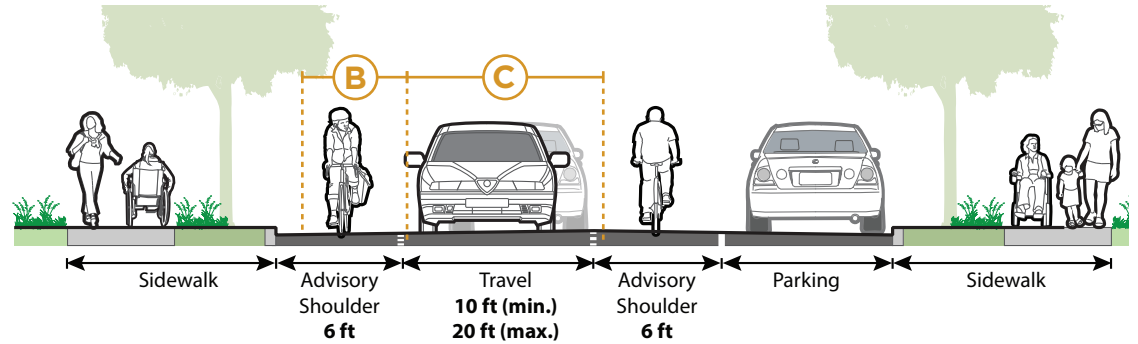 B
C
Sidewalk
Advisory
Shoulder
6 ft
Travel
10 ft (min.)
20 ft (max.)
Advisory
Shoulder
6 ft
Parking
Sidewalk